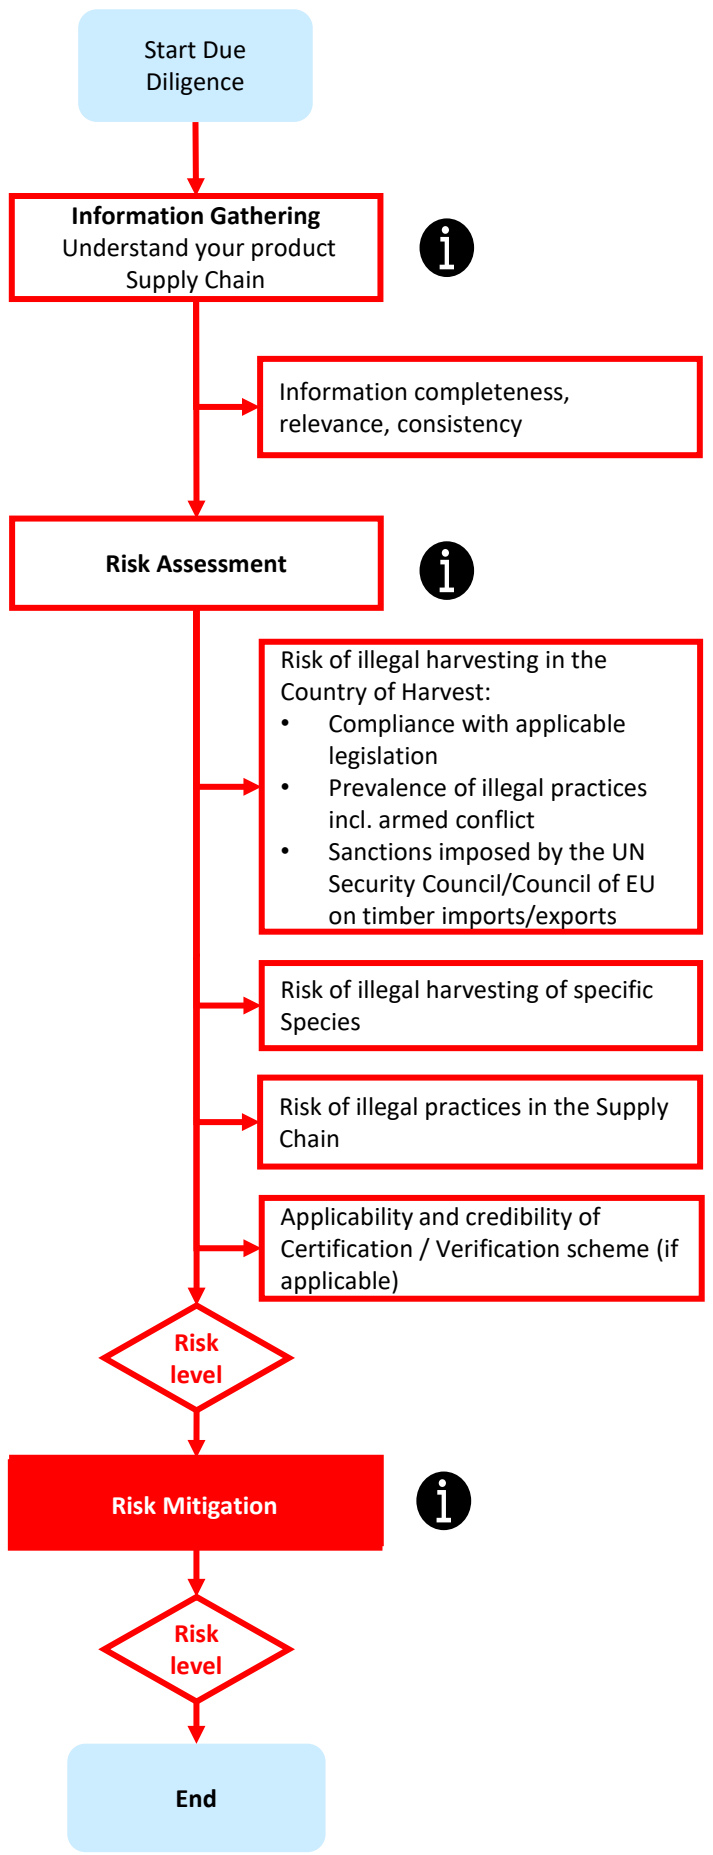 Start Due
Diligence
Information Gathering
Understand your product
Supply Chain
Information completeness,
relevance, consistency
Risk Assessment
Risk of illegal harvesting in the
Country of Harvest:
• Compliance with applicable
legislation
• Prevalence of illegal practices
incl. armed conflict
• Sanctions imposed by the UN
Security Council/Council of EU
on timber imports/exports
Risk of illegal harvesting of specific
Species
Risk of illegal practices in the Supply
Chain
Applicability and credibility of
Certification / Verification scheme (if
applicable)
Risk
level
Risk Mitigation
Risk
level
End